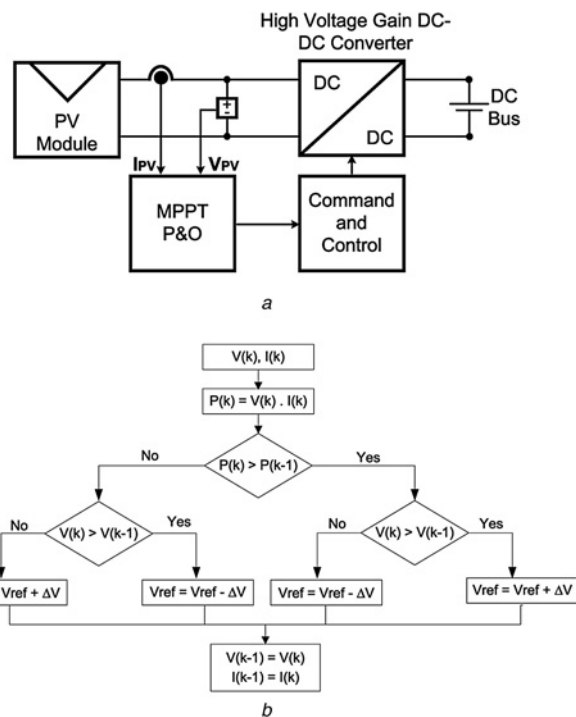 High Voltage Gain DC-
DC Converter
PV
Module
DC
DC
DC
Bus
IPV
VPV
MPPT
P&O
Command
and
Control
a
V(k), I(k)
P(k) = V(k) . I(k)
P(k) > P(k-1)
No
Yes
V(k) > V(k-1)
No
Yes
V(k) > V(k-1)
No
Yes
Vref + ΔV
Vref = Vref - ΔV
Vref = Vref - ΔV
Vref = Vref + ΔV
V(k-1) = V(k)
I(k-1) = I(k)
b